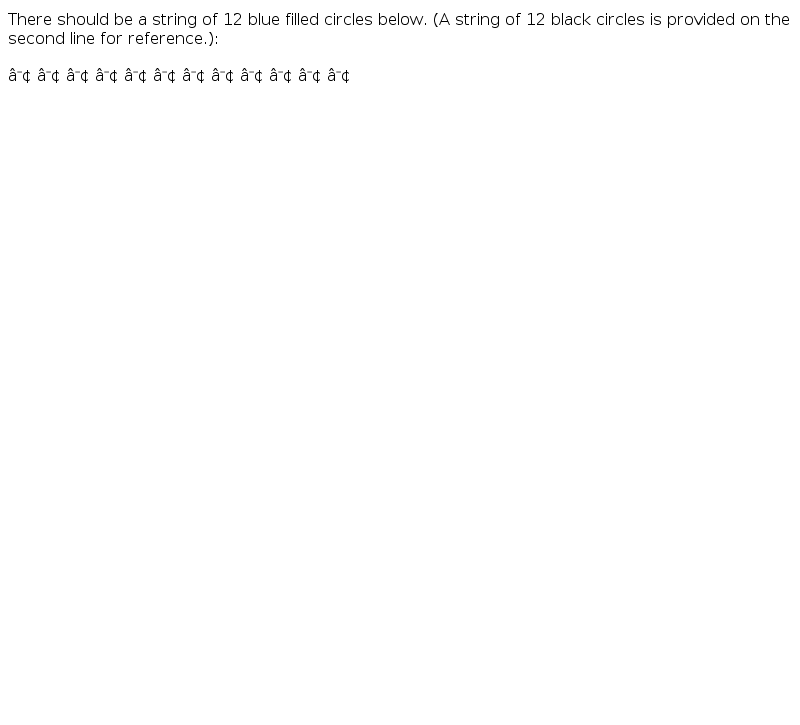 There should be a string of 12 blue filled circles below. (A string of 12 black circles is provided on the
second line for reference.):
â¯¢ â¯¢ â¯¢ â¯¢ â¯¢ â¯¢ â¯¢ â¯¢ â¯¢ â¯¢ â¯¢ â¯¢